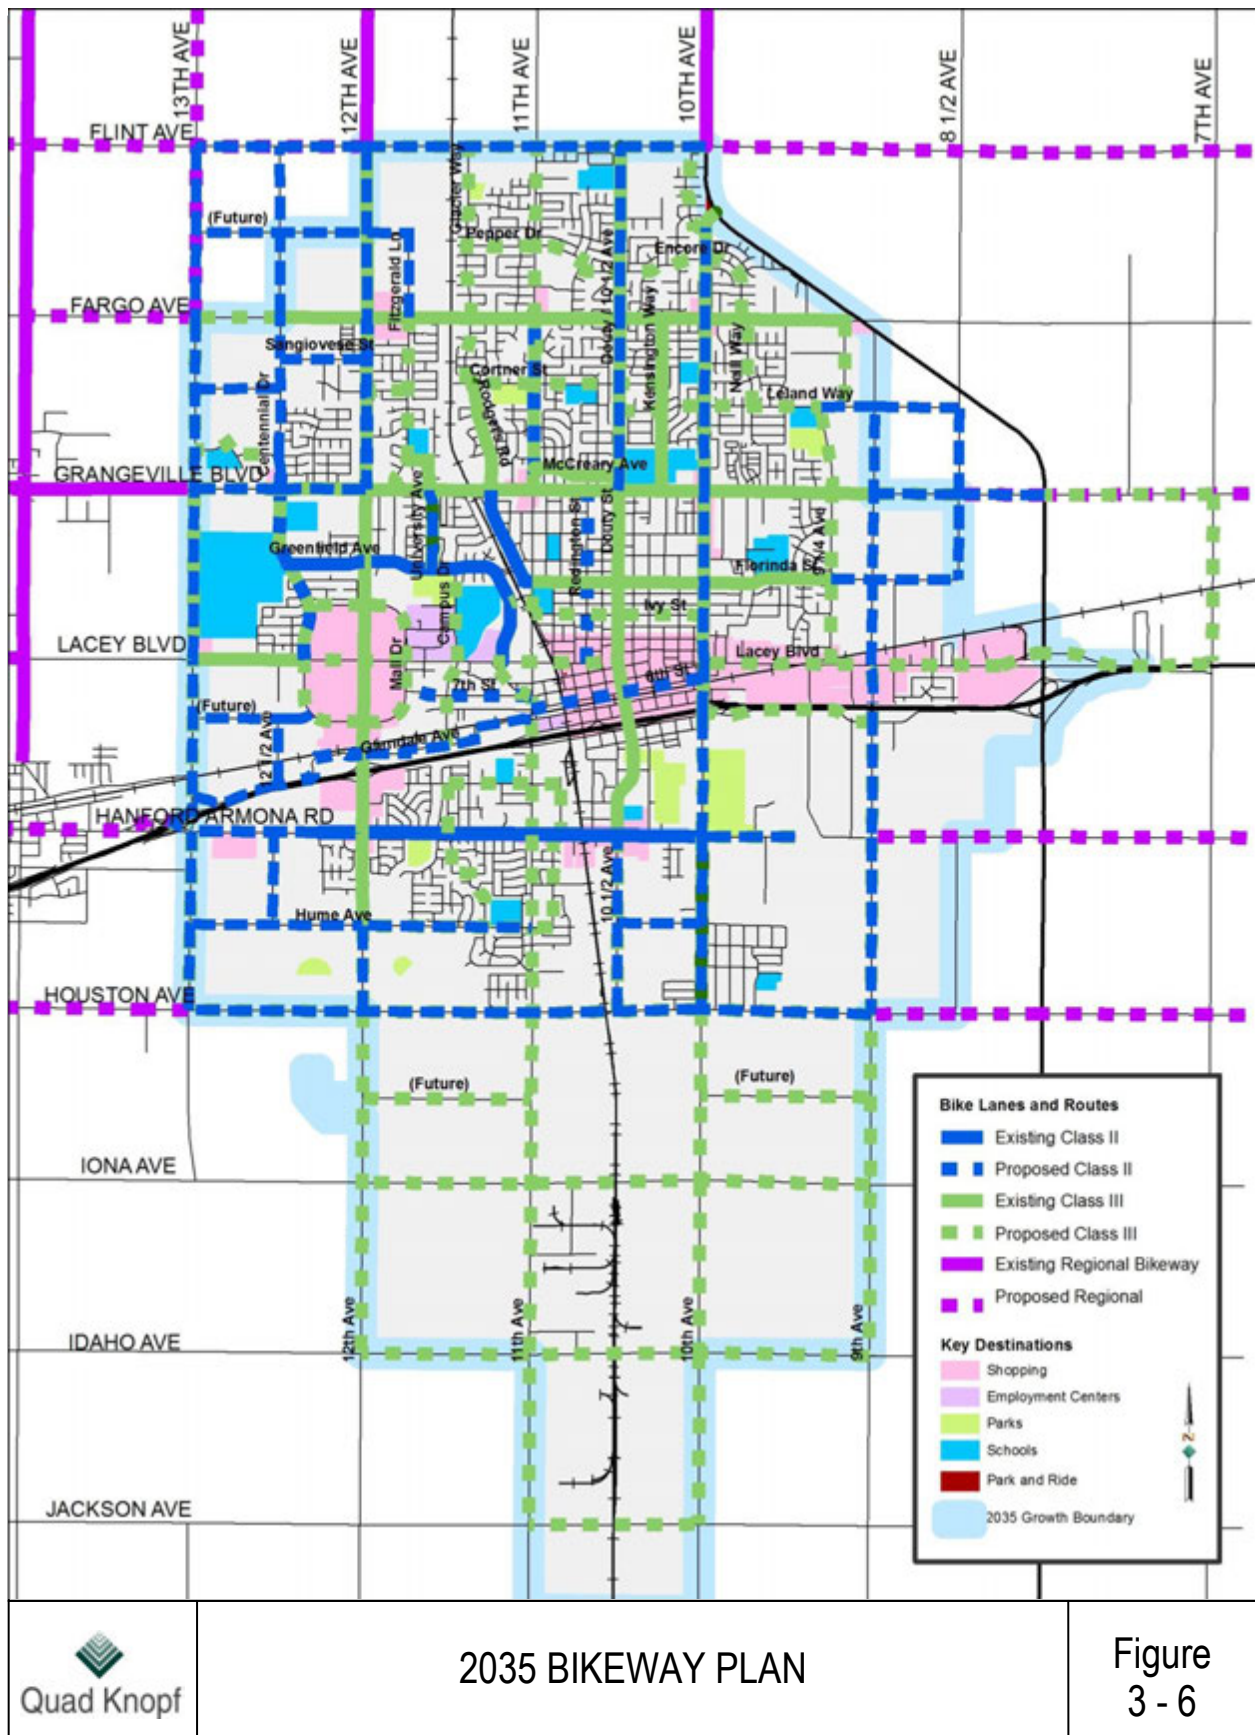 13TH AVE
12TH AVE
11TH AVE
10TH AVE
8 1/2 AVE
7TH AVE
FLINT AVE
Glacier Way
(Future)
Pepper Dr
Fitzgerald Ln
Encore Dr
Douty / 10 1/2 Ave
FARGO AVE
Kensington Way
Neill Way
Sangiovese St
Cortner St
Rodgers Rd
Leland Way
Centennial Dr
McCreary Ave
GRANGEVILLE BLVD
University Ave
Redington St
Douty St
9 1/4 Ave
Greenfield Ave
Florinda St
Campus Dr
Ivy St
LACEY BLVD
Mall Dr
Lacey Blvd
6th St
7th St
(Future)
12 1/2 AVE
Glendale Ave
HANFORD ARMONA RD
10 1/2 AVE
Hume Ave
HOUSTON AVE
(Future)
(Future)
IONA AVE
IDAHO AVE
12th Ave
11th Ave
10th Ave
9th Ave
JACKSON AVE
Bike Lanes and Routes
Existing Class II
Proposed Class II
Existing Class III
Proposed Class III
Existing Regional Bikeway
Proposed Regional
Key Destinations
Shopping
Employment Centers
Parks
Schools
Park and Ride
2035 Growth Boundary
N
Quad Knopf
2035 BIKEWAY PLAN
Figure
3 - 6